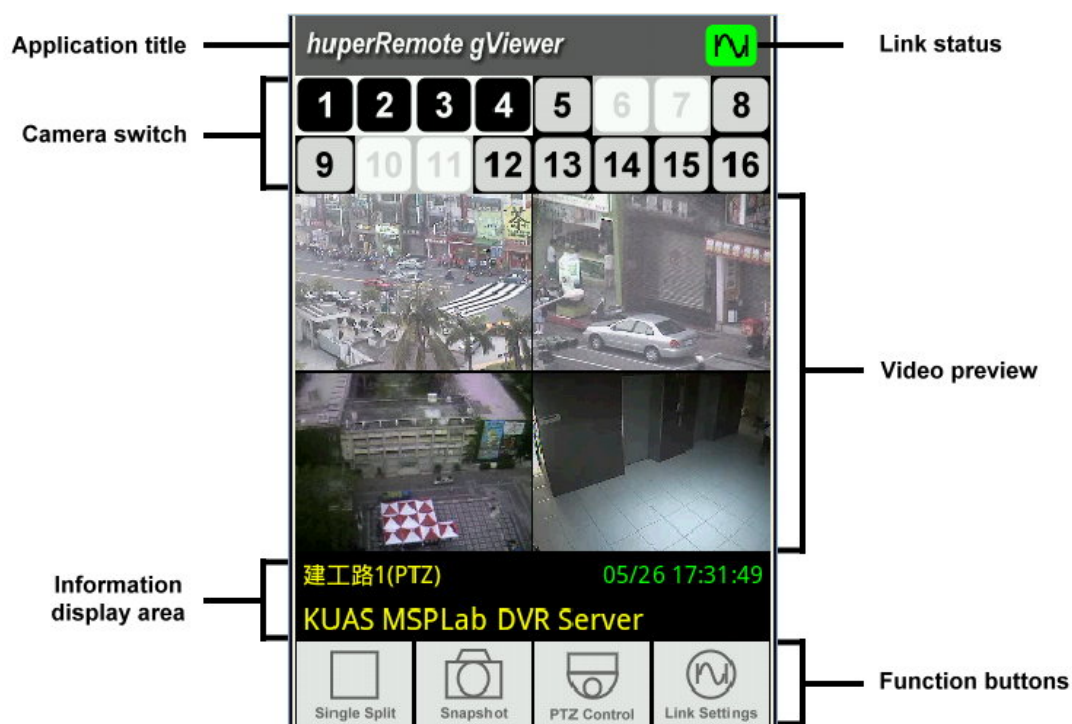 Application title
huperRemote gViewer
Link status
Camera switch
1 2 3 4 5 6 7 8
9 10 11 12 13 14 15 16
茶
Video preview
Information
display area
建工路1(PTZ) 05/26 17:31:49
KUAS MSPLab DVR Server
Single Split Snapshot PTZ Control Link Settings
Function buttons